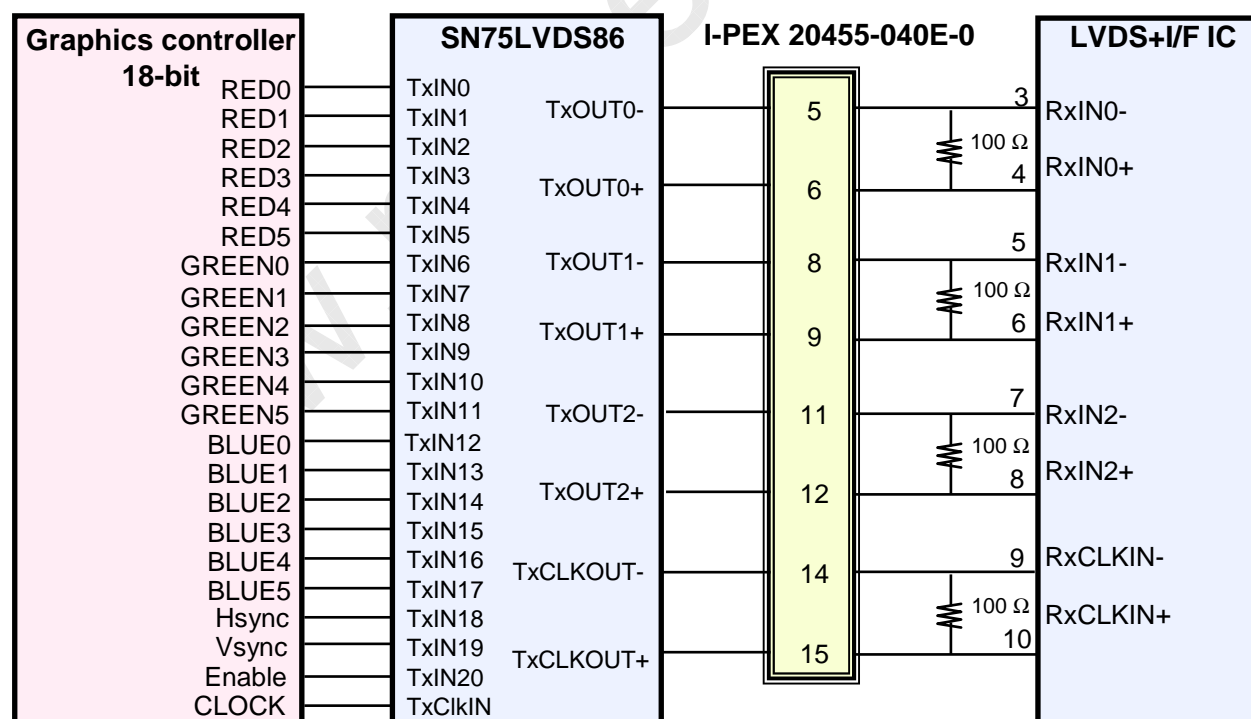 Graphics controller
18-bit
RED0
RED1
RED2
RED3
RED4
RED5
GREEN0
GREEN1
GREEN2
GREEN3
GREEN4
GREEN5
BLUE0
BLUE1
BLUE2
BLUE3
BLUE4
BLUE5
Hsync
Vsync
Enable
CLOCK
SN75LVDS86
TxIN0
TxIN1
TxIN2
TxIN3
TxIN4
TxIN5
TxIN6
TxIN7
TxIN8
TxIN9
TxIN10
TxIN11
TxIN12
TxIN13
TxIN14
TxIN15
TxIN16
TxIN17
TxIN18
TxIN19
TxIN20
TxClkIN
TxOUT0-
TxOUT0+
TxOUT1-
TxOUT1+
TxOUT2-
TxOUT2+
TxCLKOUT-
TxCLKOUT+
I-PEX 20455-040E-0
5
6
8
9
11
12
14
15
3
100 Ω
4
5
100 Ω
6
7
100 Ω
8
9
100 Ω
10
LVDS+I/F IC
RxIN0-
RxIN0+
RxIN1-
RxIN1+
RxIN2-
RxIN2+
RxCLKIN-
RxCLKIN+